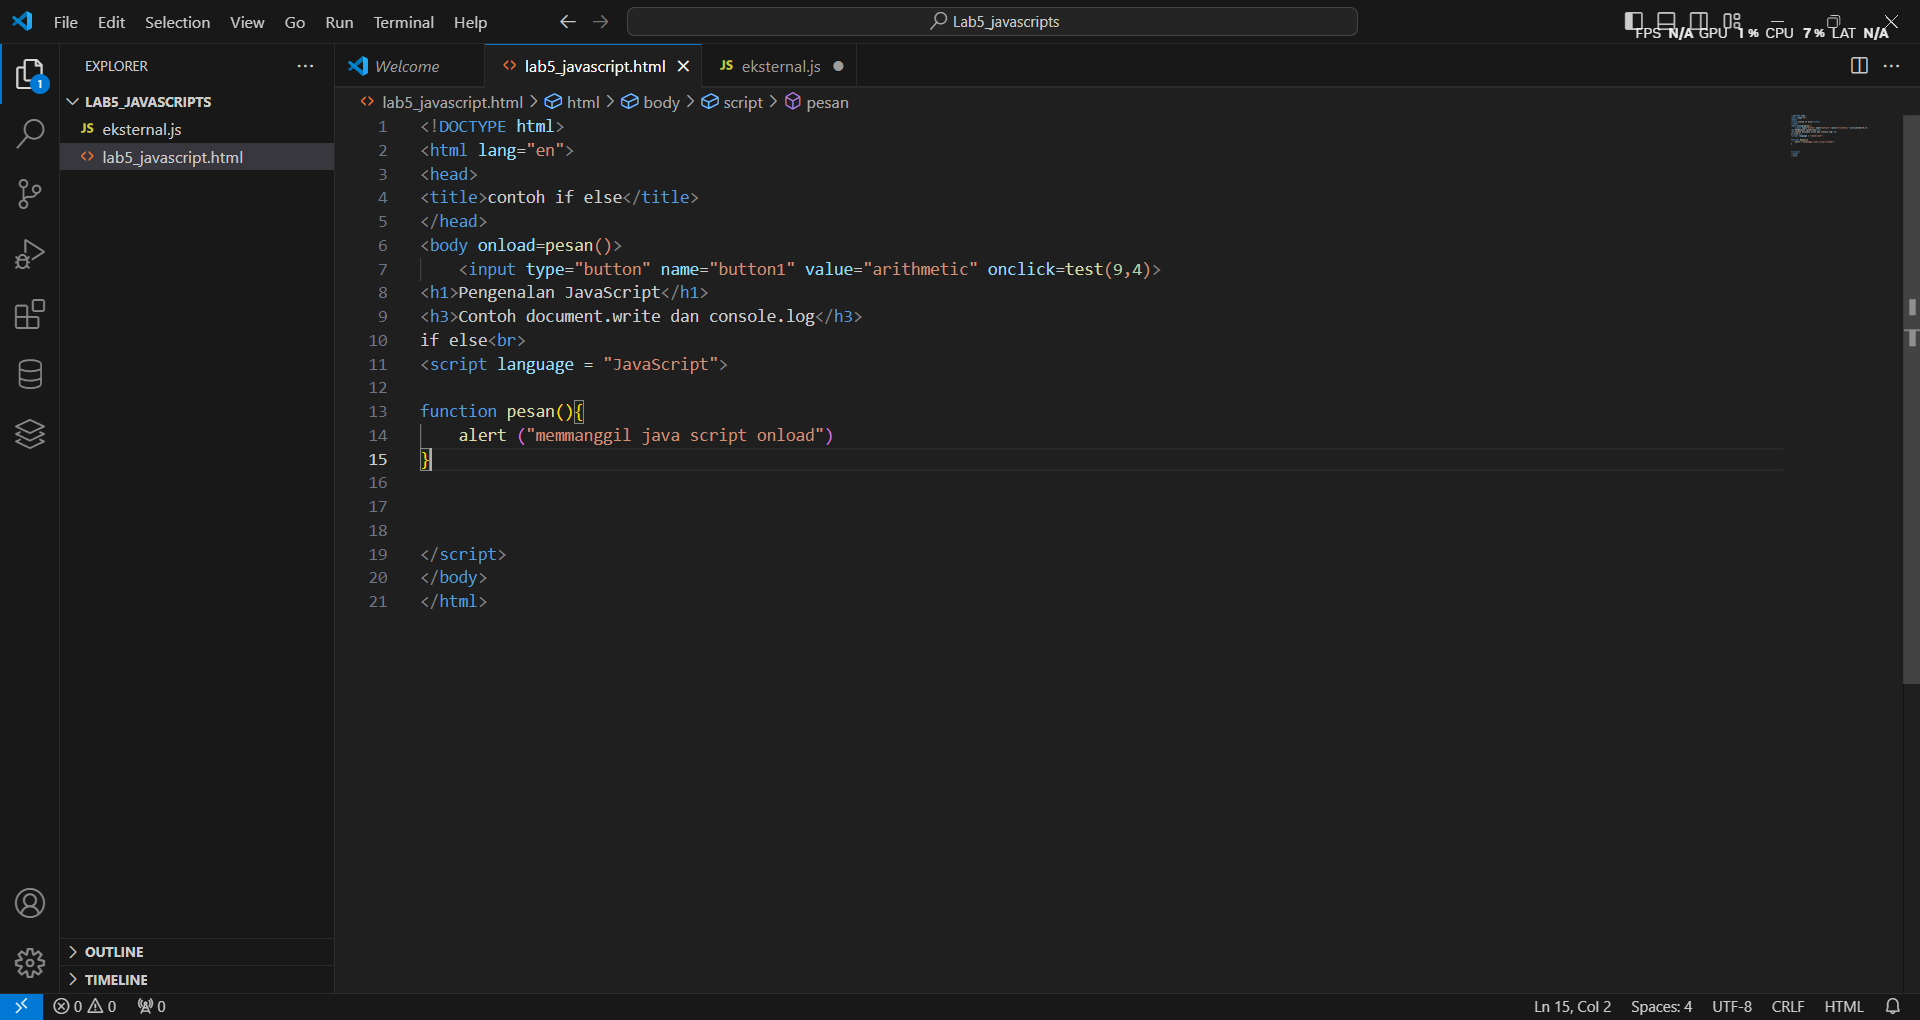 File Edit Selection View Go Run Terminal Help
Lab5_javascripts
FPS N/A GPU 1 % CPU 7 % LAT N/A
EXPLORER
1
LAB5_JAVASCRIPTS
JS eksternal.js
<> lab5_javascript.html
OUTLINE
TIMELINE
Welcome
<> lab5_javascript.html
JS eksternal.js
<> lab5_javascript.html > html > body > script > pesan
1 <!DOCTYPE html>
2 <html lang="en">
3 <head>
4 <title>contoh if else</title>
5 </head>
6 <body onload=pesan()>
7 <input type="button" name="button1" value="arithmetic" onclick=test(9,4)>
8 <h1>Pengenalan JavaScript</h1>
9 <h3>Contoh document.write dan console.log</h3>
10 if else<br>
11 <script language = "JavaScript">
12
13 function pesan(){
14 alert ("memmanggil java script onload")
15 }
16
17
18
19 </script>
20 </body>
21 </html>
0 0 0
Ln 15, Col 2 Spaces: 4 UTF-8 CRLF HTML